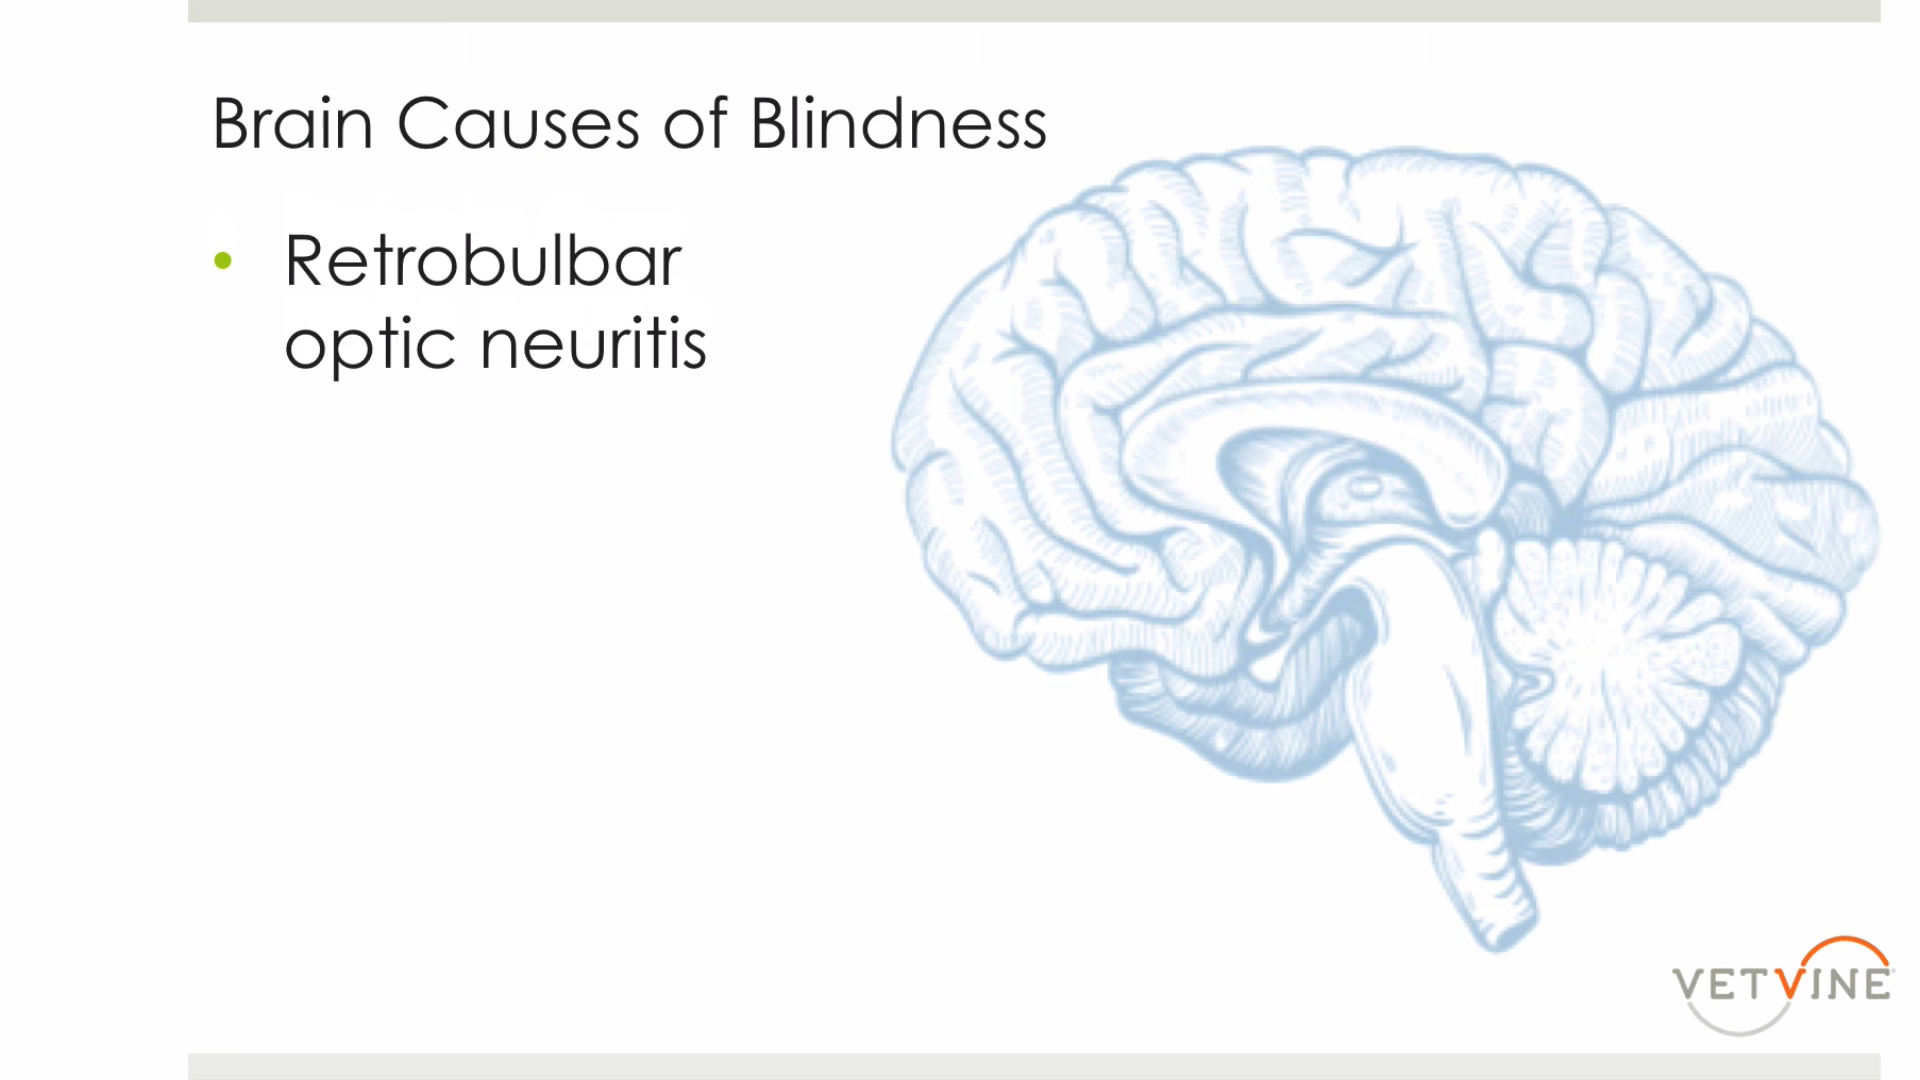 Brain Causes of Blindness
• Retrobulbar
optic neuritis
VETVINE